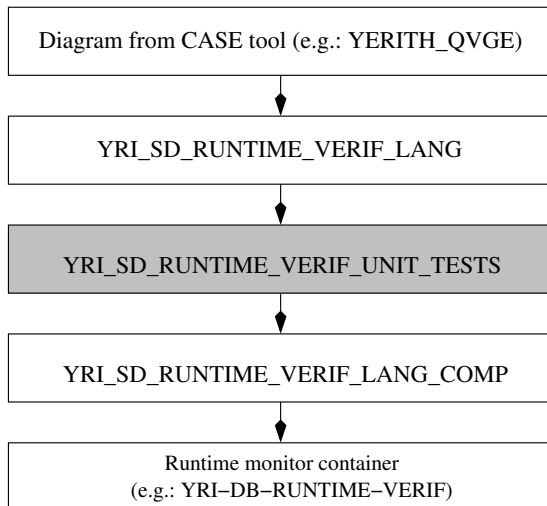 Diagram from CASE tool (e.g.: YERITH_QVGE)
YRI_SD_RUNTIME_VERIF_LANG
YRI_SD_RUNTIME_VERIF_UNIT_TESTS
YRI_SD_RUNTIME_VERIF_LANG_COMP
Runtime monitor container
(e.g.: YRI−DB−RUNTIME−VERIF)